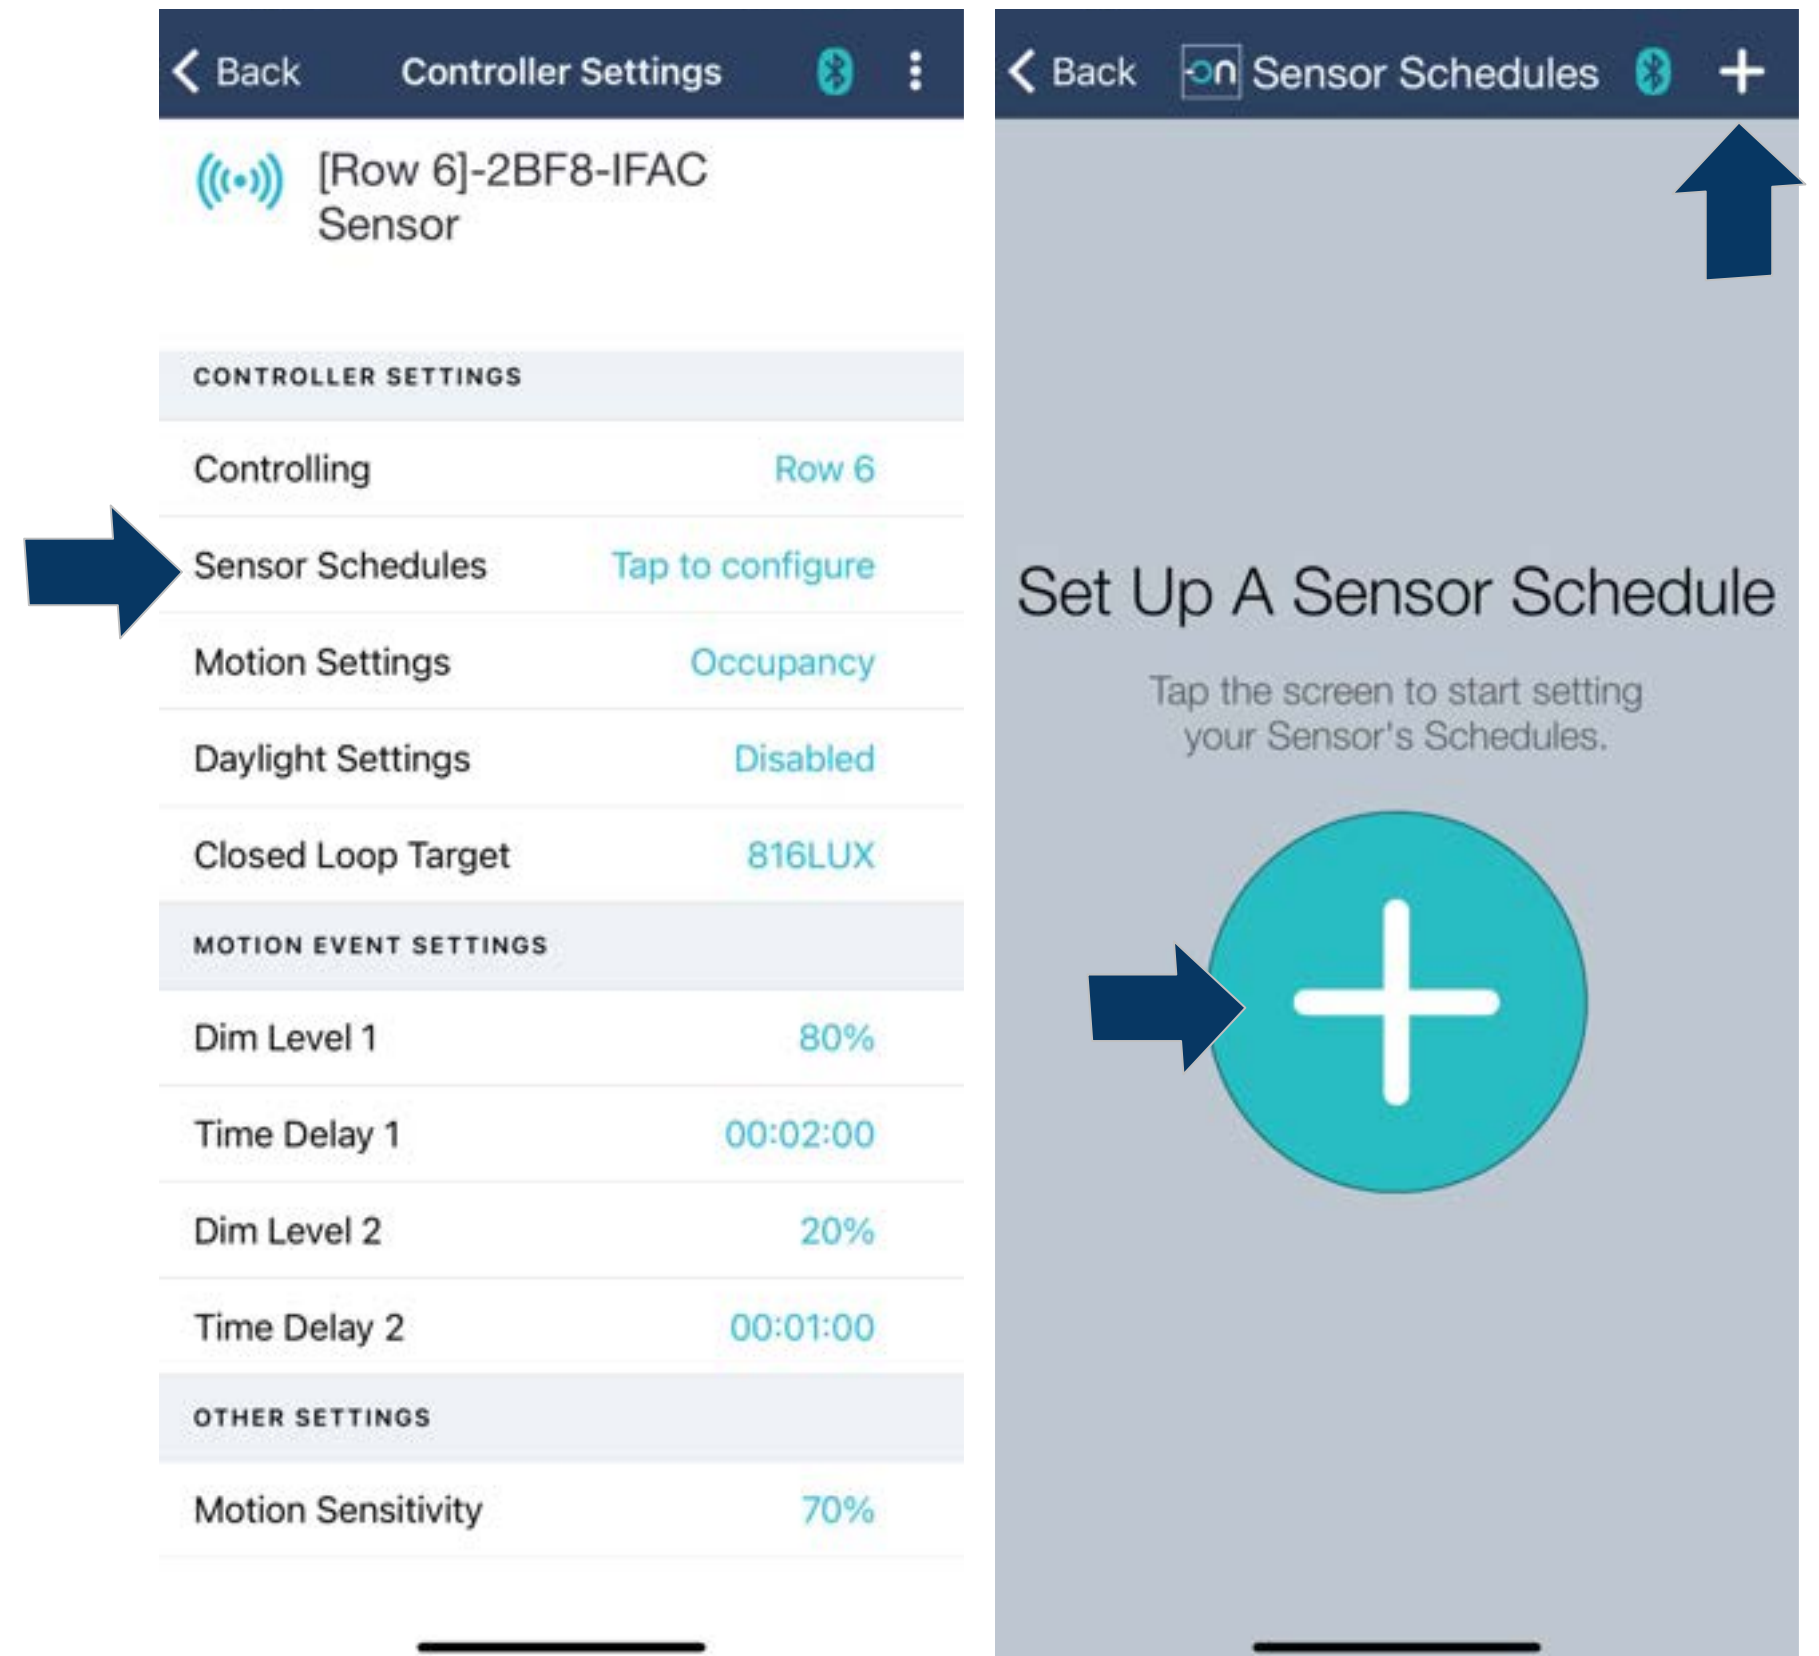 Back Controller Settings
[Row 6]-2BF8-IFAC
Sensor
CONTROLLER SETTINGS
Controlling Row 6
Sensor Schedules Tap to configure
Motion Settings Occupancy
Daylight Settings Disabled
Closed Loop Target 816LUX
MOTION EVENT SETTINGS
Dim Level 1 80%
Time Delay 1 00:02:00
Dim Level 2 20%
Time Delay 2 00:01:00
OTHER SETTINGS
Motion Sensitivity 70%
Back on Sensor Schedules
Set Up A Sensor Schedule
Tap the screen to start setting
your Sensor's Schedules.